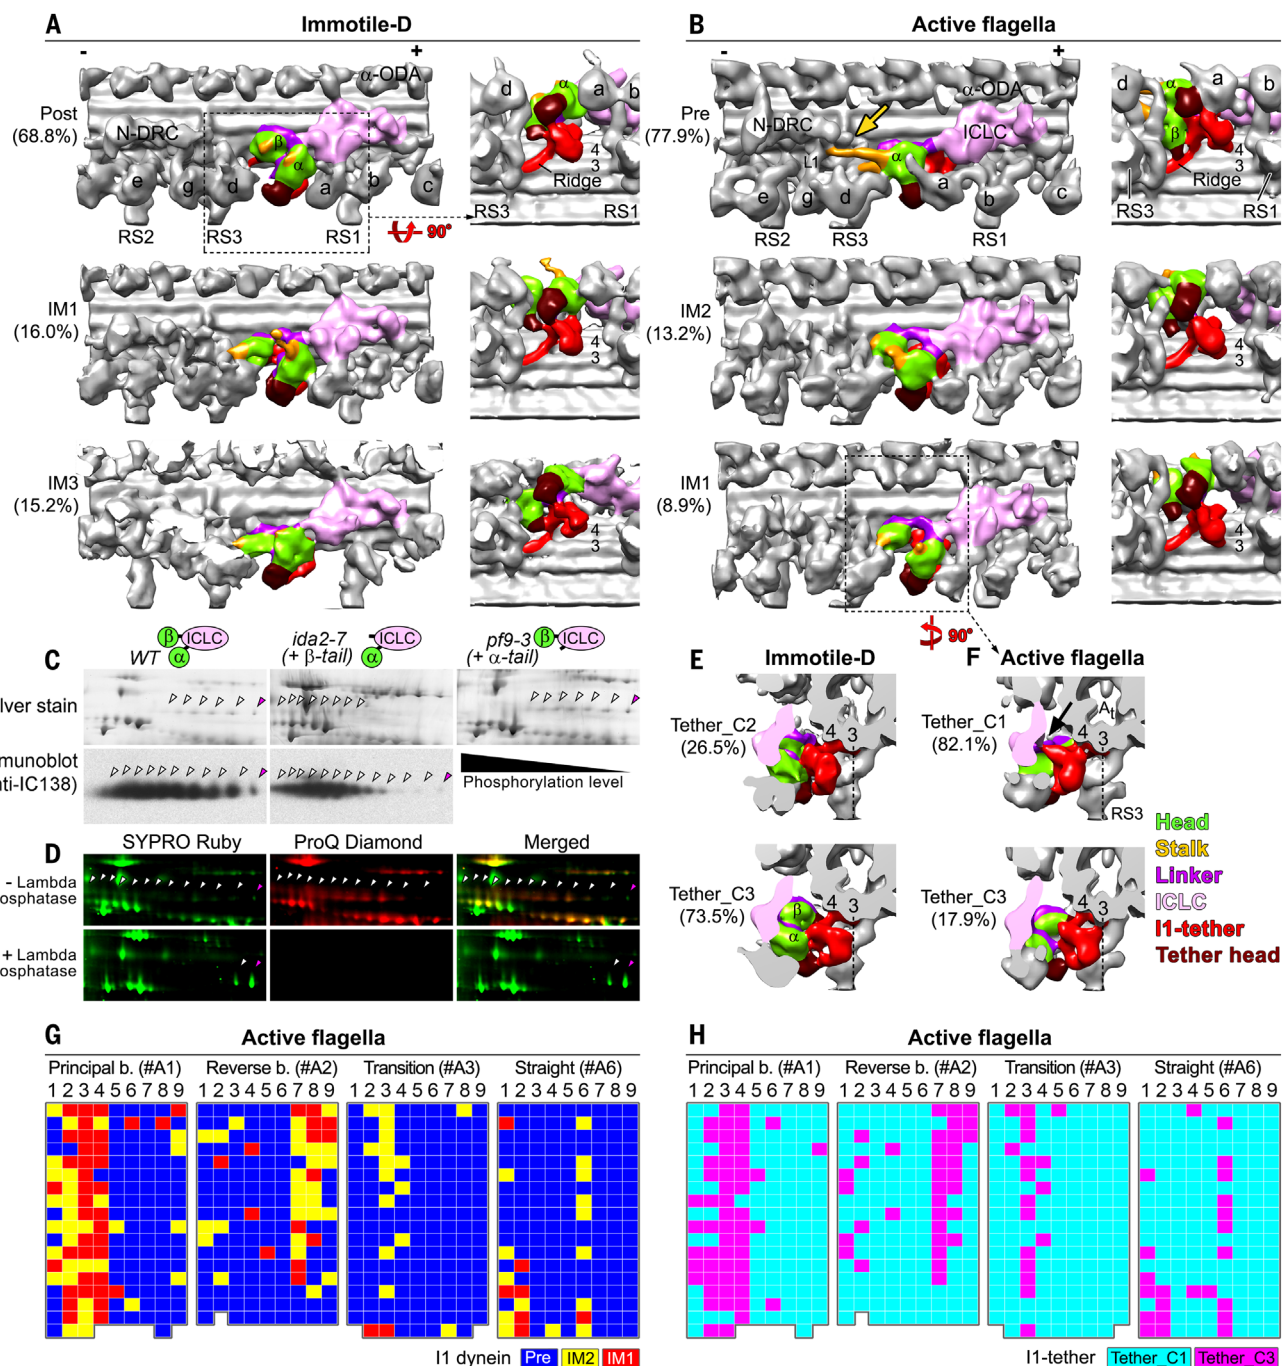 A Immotile-D
- +
α-ODA
Post
(68.8%)
N-DRC
β
α
e g d a b c
RS2 RS3 RS1
90°
d α a b
4
3
Ridge
RS3 RS1
IM1
(16.0%)
4
3
IM3
(15.2%)
4
3
B Active flagella
- +
α-ODA
Pre
(77.9%)
N-DRC
ICLC
L1
α
e g d a b c
RS2 RS3 RS1
d α a b
β
4
3
Ridge
RS3 RS1
IM2
(13.2%)
4
3
IM1
(8.9%)
4
3
90°
C
WT
β ICLC
α
ida2-7
(+ β-tail)
ICLC
α
pf9-3
(+ α-tail)
β ICLC
lver stain
munoblot
nti-IC138)
Phosphorylation level
D SYPRO Ruby ProQ Diamond Merged
- Lambda
osphatase
+ Lambda
osphatase
E Immotile-D
Tether_C2
(26.5%)
4 3
Tether_C3
(73.5%)
β
α
4 3
F Active flagella
Tether_C1
(82.1%)
At
4 3
RS3
Tether_C3
(17.9%)
4 3
Head
Stalk
Linker
ICLC
I1-tether
Tether head
G Active flagella
Principal b. (#A1) Reverse b. (#A2) Transition (#A3) Straight (#A6)
1 2 3 4 5 6 7 8 9 1 2 3 4 5 6 7 8 9 1 2 3 4 5 6 7 8 9 1 2 3 4 5 6 7 8 9
I1 dynein Pre IM2 IM1
H Active flagella
Principal b. (#A1) Reverse b. (#A2) Transition (#A3) Straight (#A6)
1 2 3 4 5 6 7 8 9 1 2 3 4 5 6 7 8 9 1 2 3 4 5 6 7 8 9 1 2 3 4 5 6 7 8 9
I1-tether Tether_C1 Tether_C3